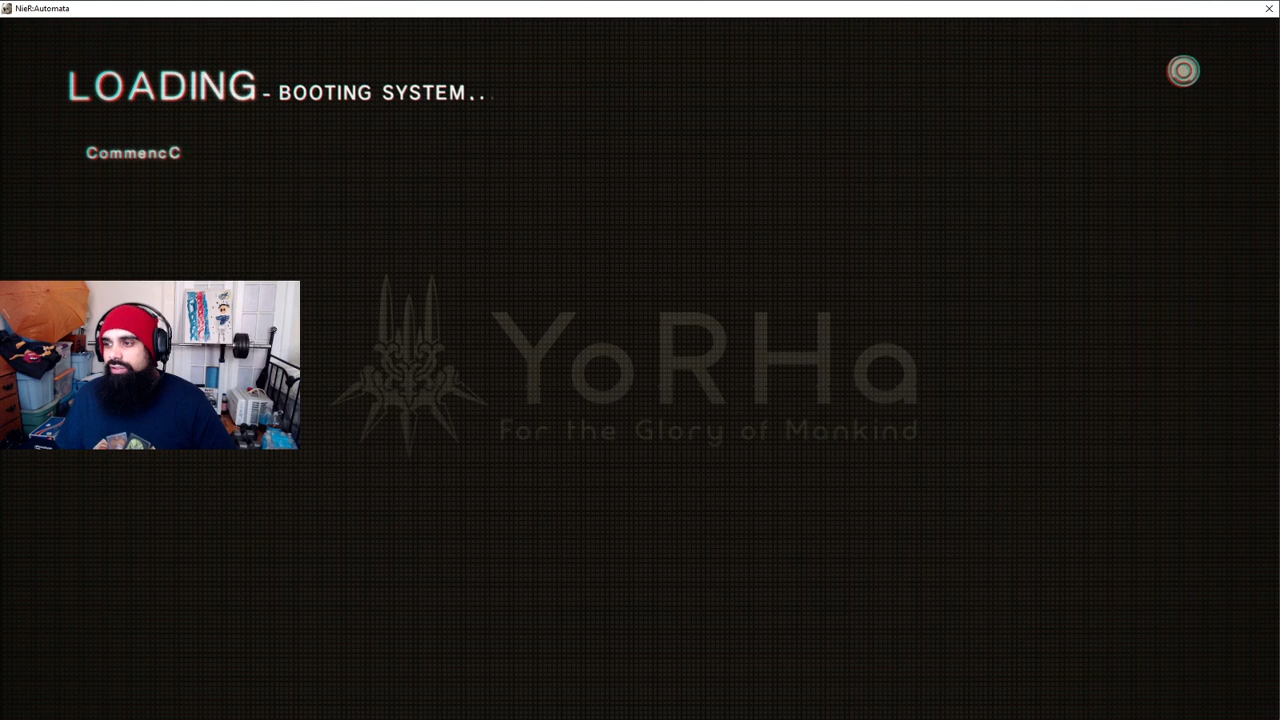 NieR:Automata
LOADING - BOOTING SYSTEM...
CommencC
YoRHa
For the Glory of Mankind